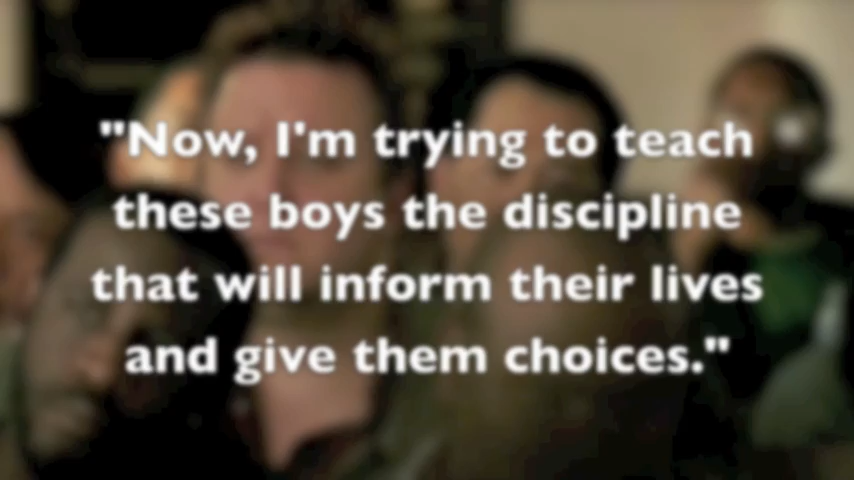 "Now, I'm trying to teach
these boys the discipline
that will inform their lives
and give them choices."